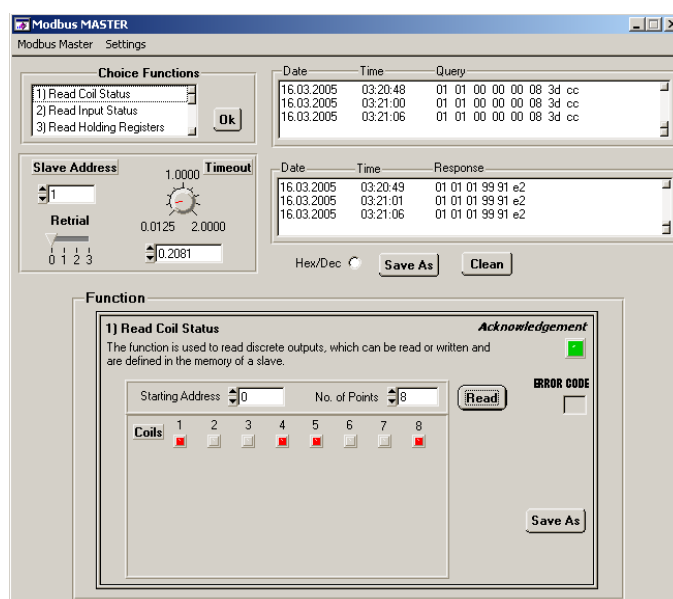 Modbus MASTER
Modbus Master Settings
Choice Functions
1) Read Coil Status
2) Read Input Status
3) Read Holding Registers
Ok
Date Time Query
16.03.2005 03:20:48 01 01 00 00 00 08 3d cc
16.03.2005 03:21:00 01 01 00 00 00 08 3d cc
16.03.2005 03:21:06 01 01 00 00 00 08 3d cc
Slave Address
1
Retrial
0 1 2 3
Timeout
1.0000
0.0125 2.0000
0.2081
Date Time Response
16.03.2005 03:20:49 01 01 01 99 91 e2
16.03.2005 03:21:01 01 01 01 99 91 e2
16.03.2005 03:21:06 01 01 01 99 91 e2
Hex/Dec Save As Clean
Function
1) Read Coil Status
Acknowledgement
The function is used to read discrete outputs, which can be read or written and
are defined in the memory of a slave.
Starting Address 0 No. of Points 8
Read
ERROR CODE
Coils 1 2 3 4 5 6 7 8
Save As